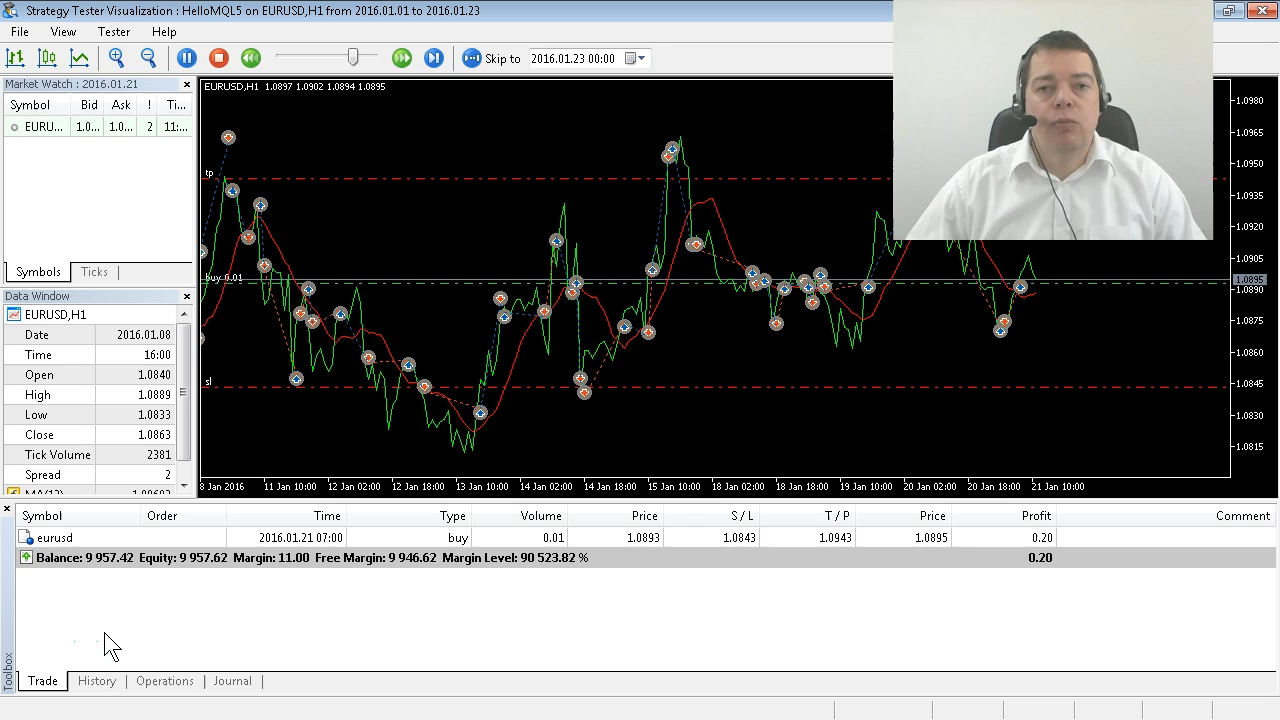 Strategy Tester Visualization : HelloMQL5 on EURUSD,H1 from 2016.01.01 to 2016.01.23
File View Tester Help
Skip to 2016.01.23 00:00
Market Watch : 2016.01.21
Symbol Bid Ask ! Ti...
EURU... 1.0... 1.0... 2 11:...
Symbols Ticks
Data Window
EURUSD,H1
Date 2016.01.08
Time 16:00
Open 1.0840
High 1.0889
Low 1.0833
Close 1.0863
Tick Volume 2381
Spread 2
EURUSD,H1 1.0897 1.0902 1.0894 1.0895
tp
buy 0.01
sl
1.0980
1.0965
1.0950
1.0935
1.0920
1.0905
1.0895
1.0890
1.0875
1.0860
1.0845
1.0830
1.0815
8 Jan 2016 11 Jan 10:00 12 Jan 02:00 12 Jan 18:00 13 Jan 10:00 14 Jan 02:00 14 Jan 18:00 15 Jan 10:00 18 Jan 02:00 18 Jan 18:00 19 Jan 10:00 20 Jan 02:00 20 Jan 18:00 21 Jan 10:00
Symbol Order Time Type Volume Price S / L T / P Price Profit Comment
eurusd 2016.01.21 07:00 buy 0.01 1.0893 1.0843 1.0943 1.0895 0.20
Balance: 9 957.42 Equity: 9 957.62 Margin: 11.00 Free Margin: 9 946.62 Margin Level: 90 523.82 % 0.20
Toolbox
Trade History Operations Journal